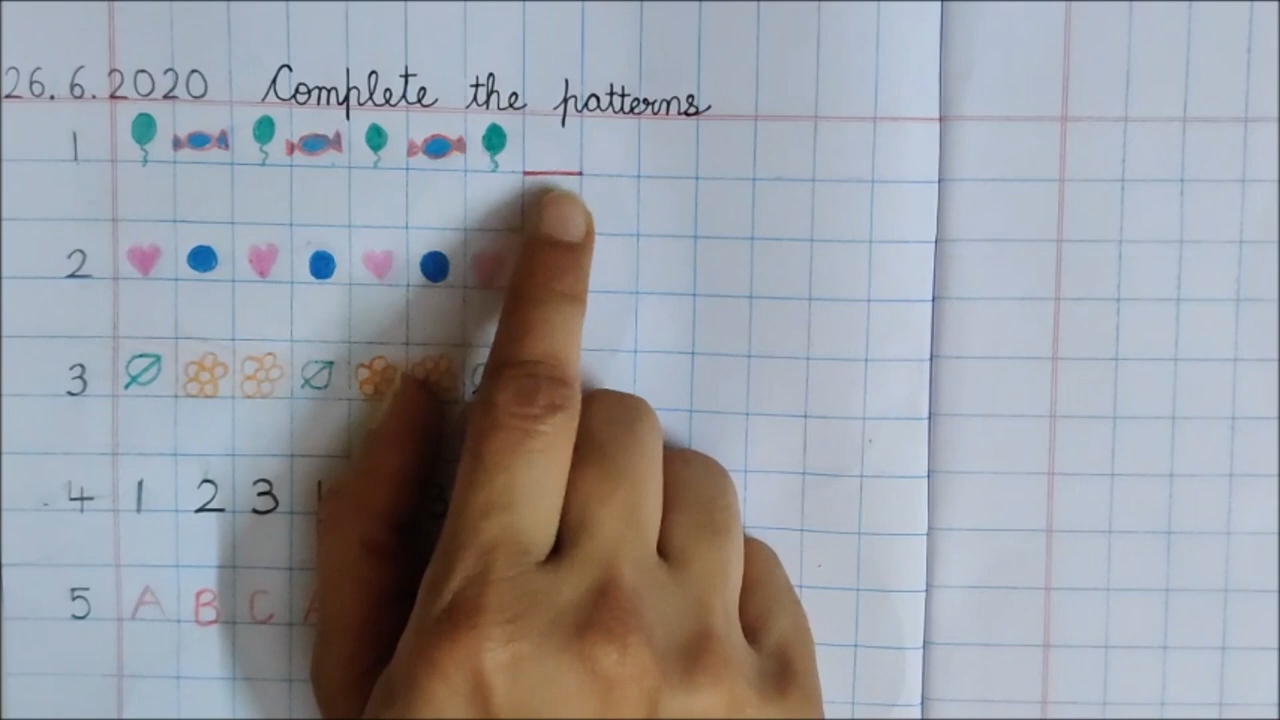 26.6.2020 Complete the patterns
1
2
3
4 1 2 3
5 A B C A